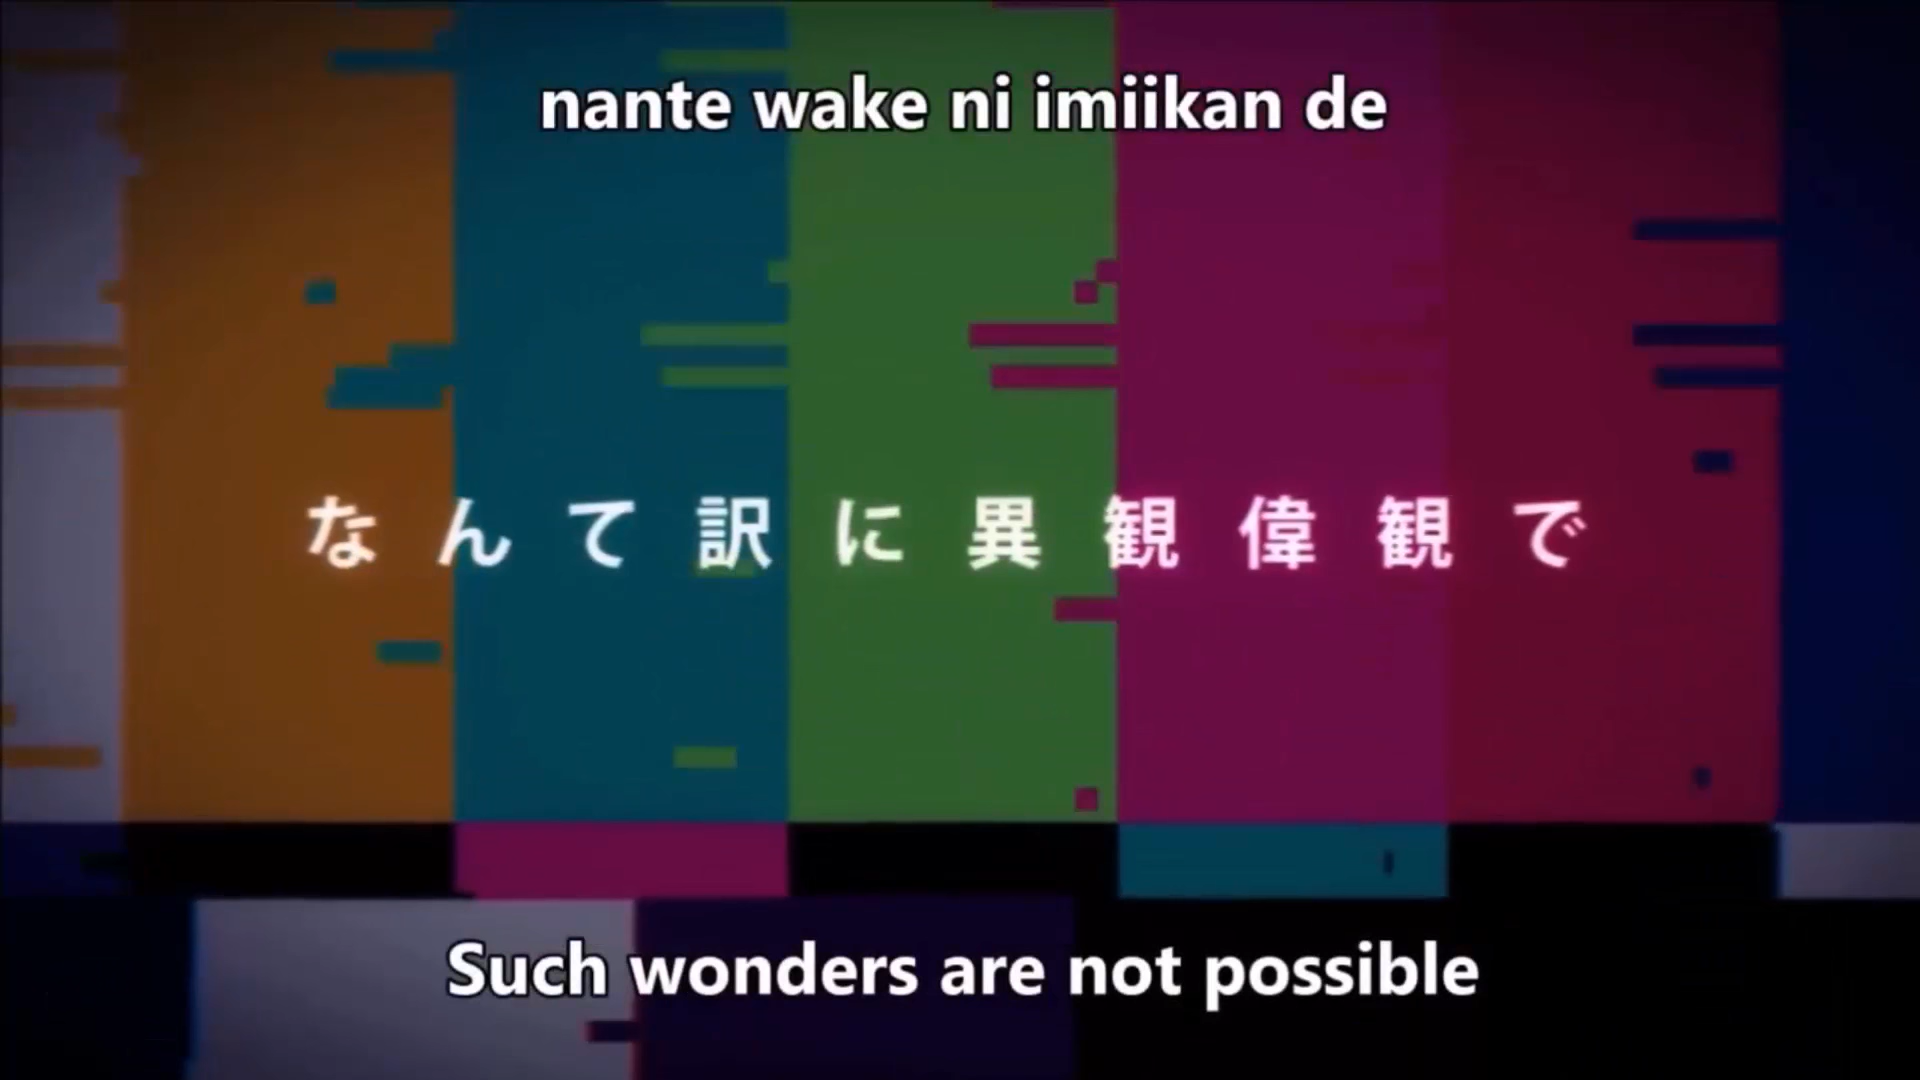 nante wake ni imiikan de
なんて訳に異観偉観で
Such wonders are not possible